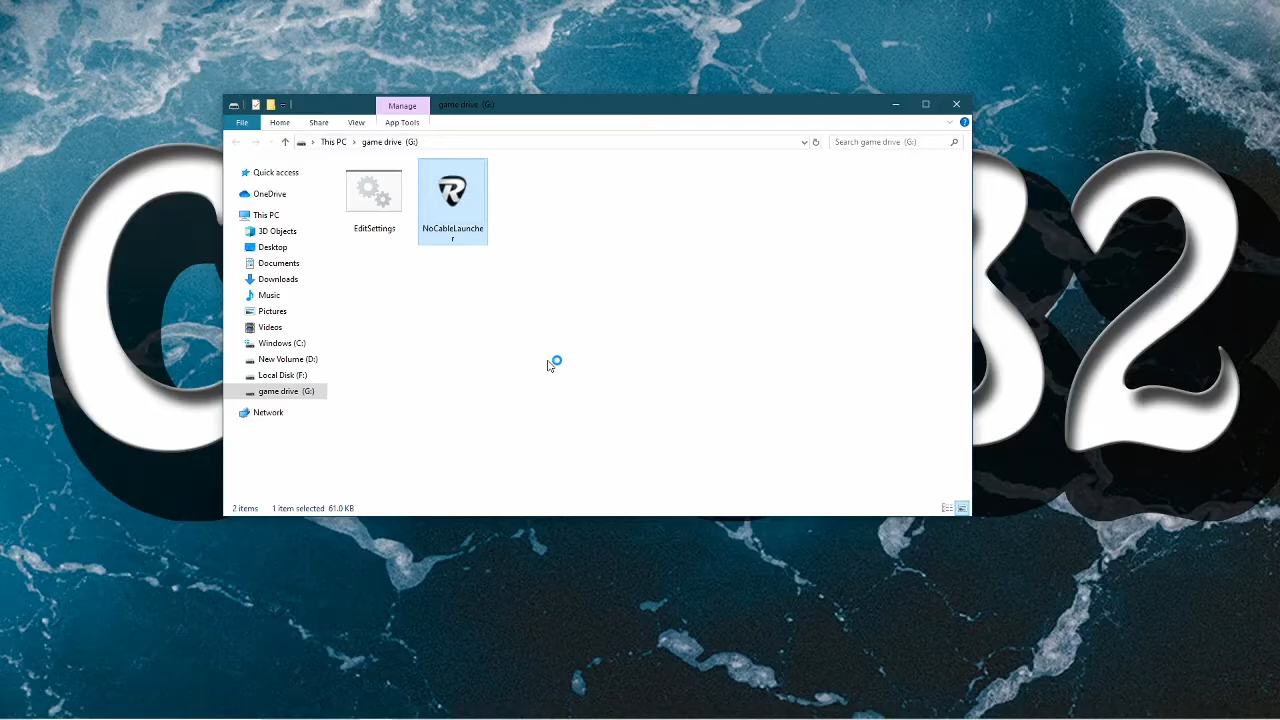 Manage
game drive (G:)
File
Home
Share
View
App Tools
This PC
game drive (G:)
Search game drive (G:)
Quick access
OneDrive
This PC
3D Objects
Desktop
Documents
Downloads
Music
Pictures
Videos
Windows (C:)
New Volume (D:)
Local Disk (F:)
game drive (G:)
Network
EditSettings
R
NoCableLaunche
r
2 items
1 item selected 61.0 KB
2